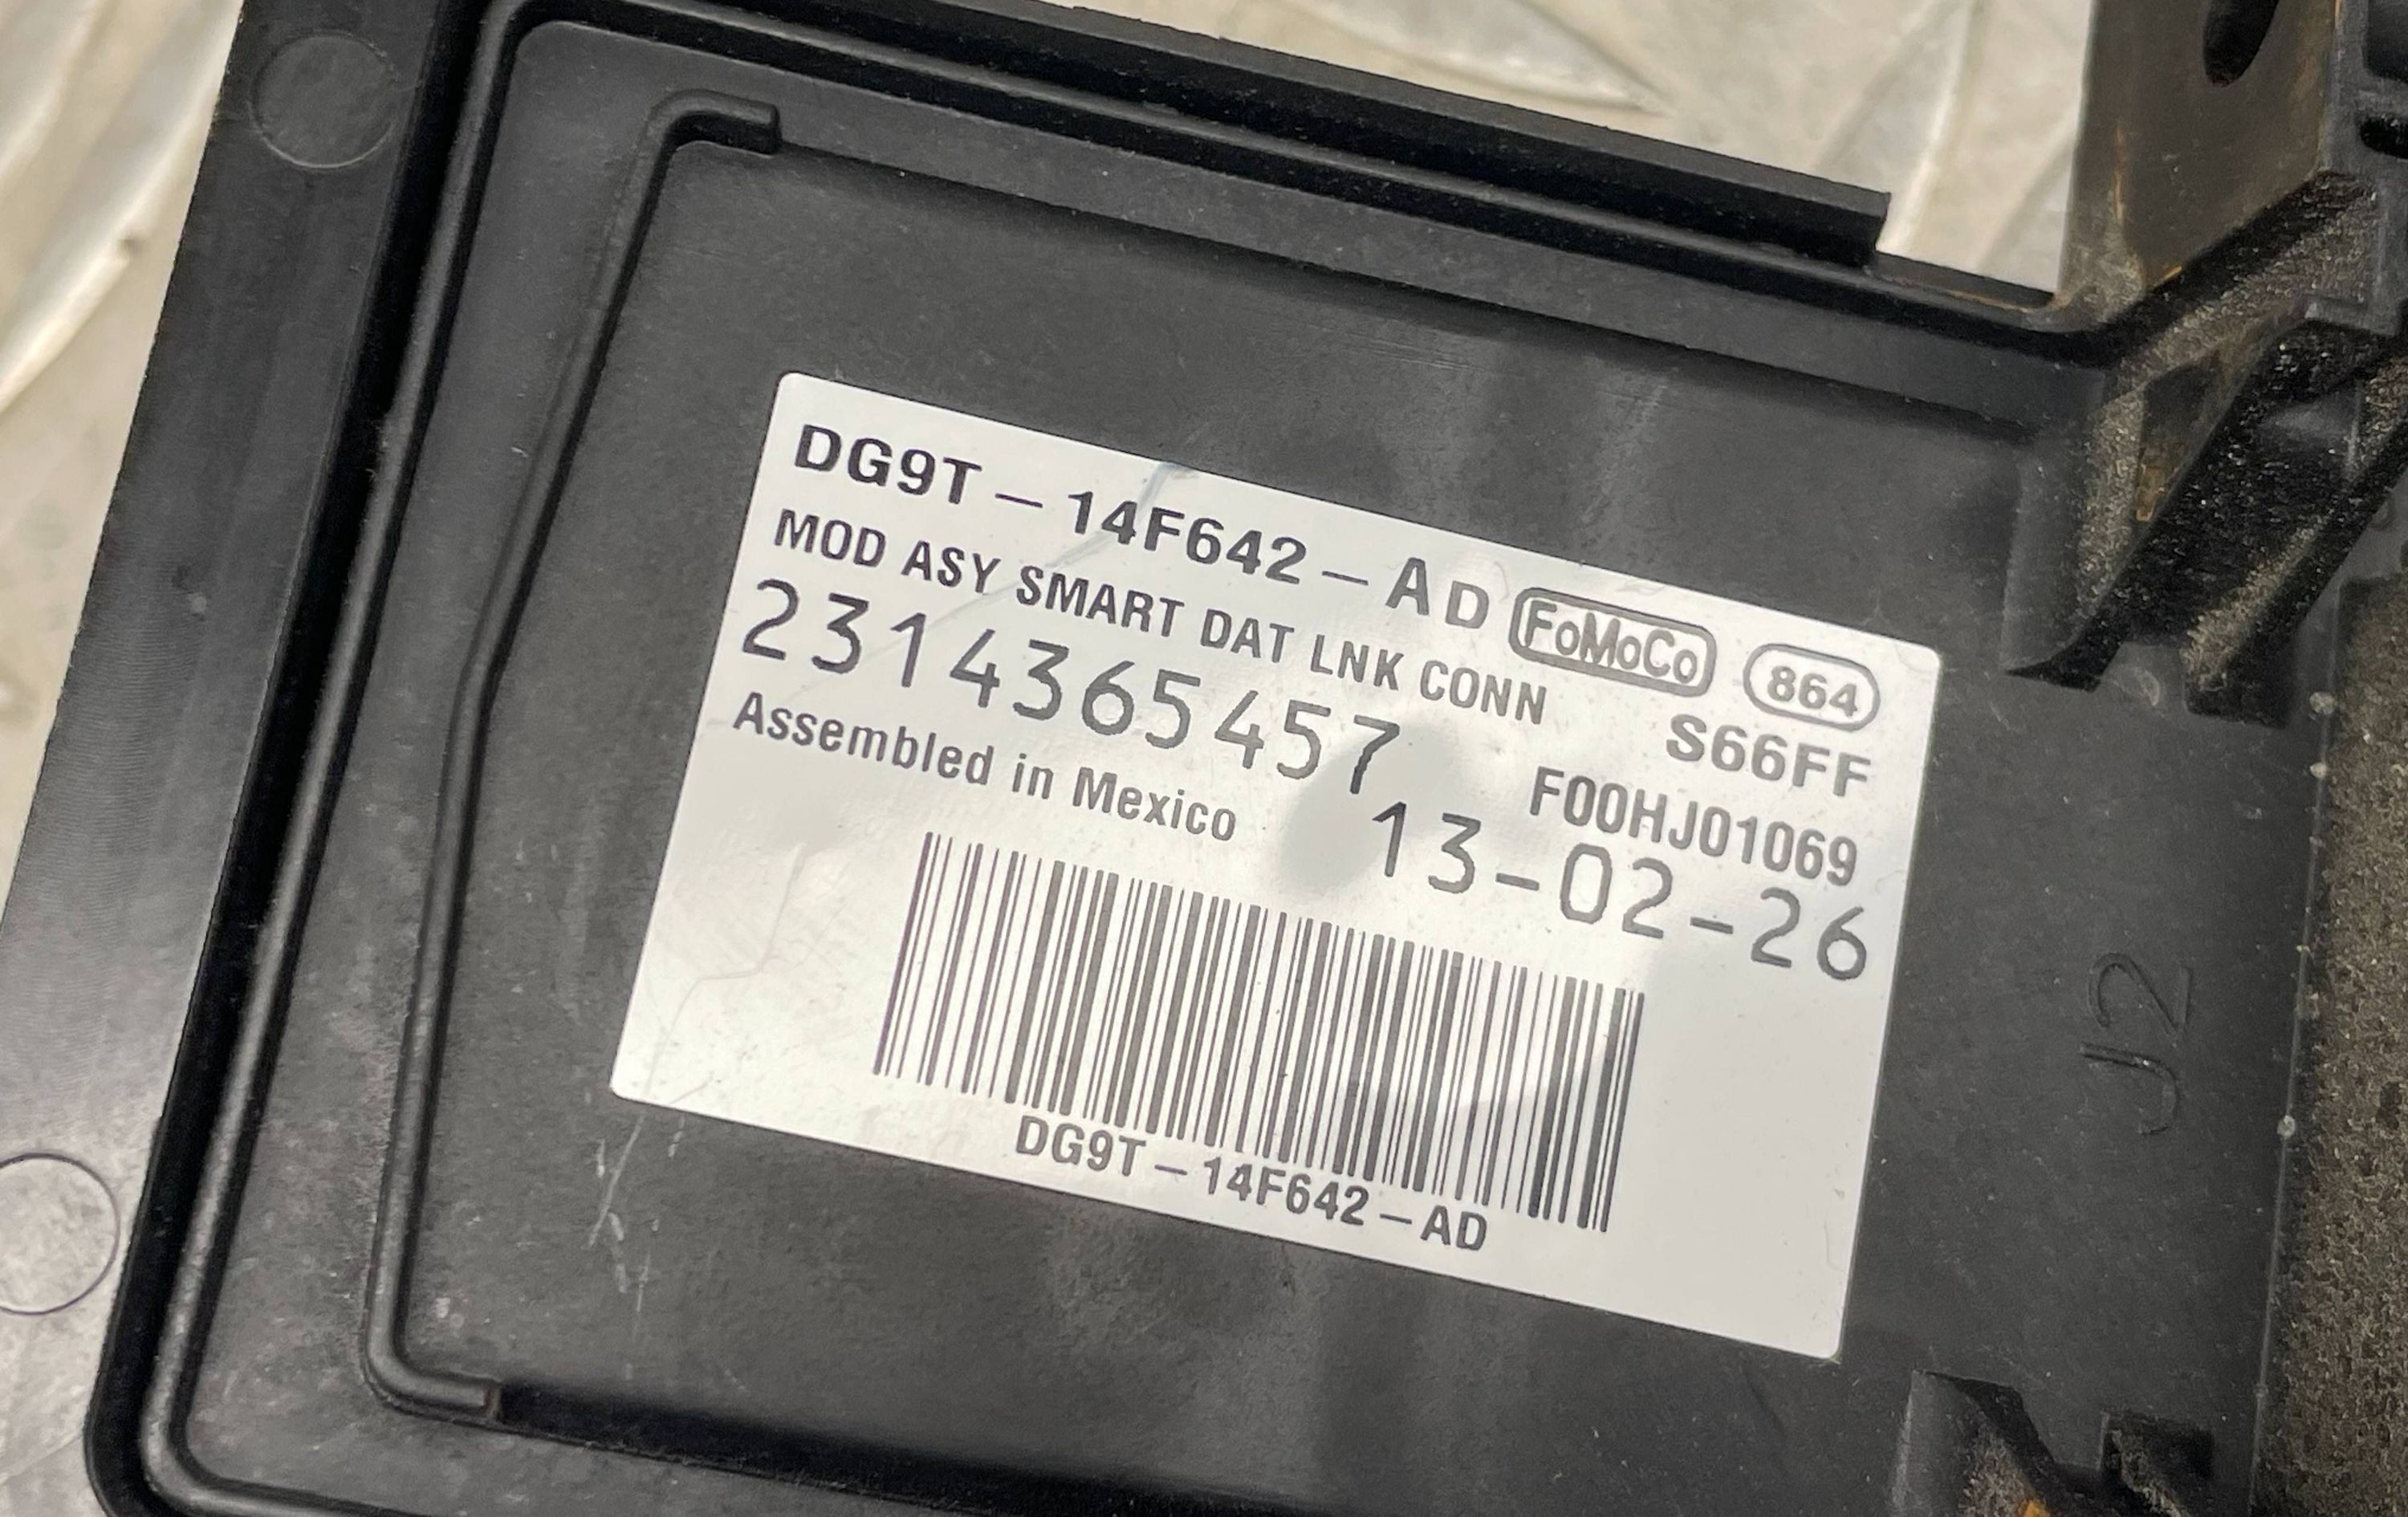 DG9T-14F642-AD FoMoCo 864
MOD ASY SMART DAT LNK CONN S66FF
2314365457 F00HJ01069
Assembled in Mexico 13-02-26
DG9T-14F642-AD
J2